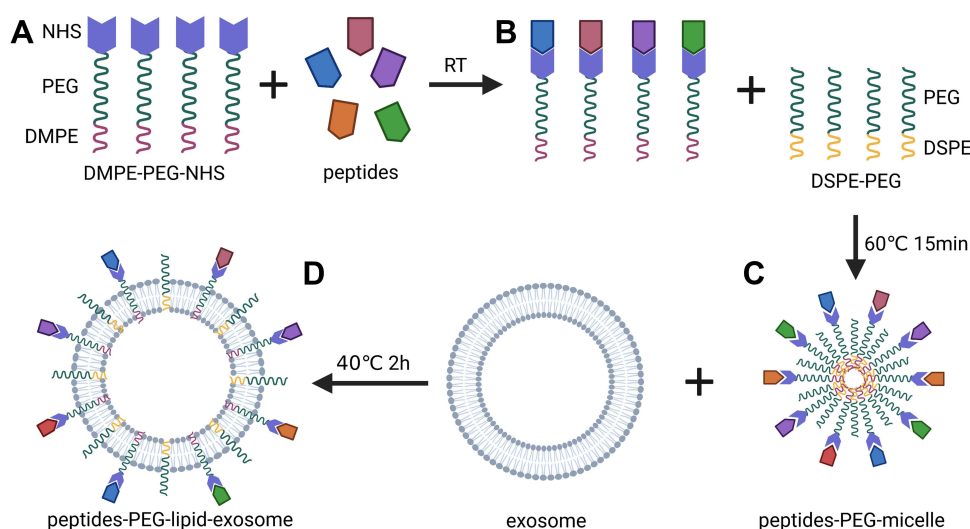 A
NHS
PEG
DMPE
DMPE-PEG-NHS
peptides
RT
B
PEG
DSPE
DSPE-PEG
60℃ 15min
C
peptides-PEG-micelle
exosome
40℃ 2h
D
peptides-PEG-lipid-exosome